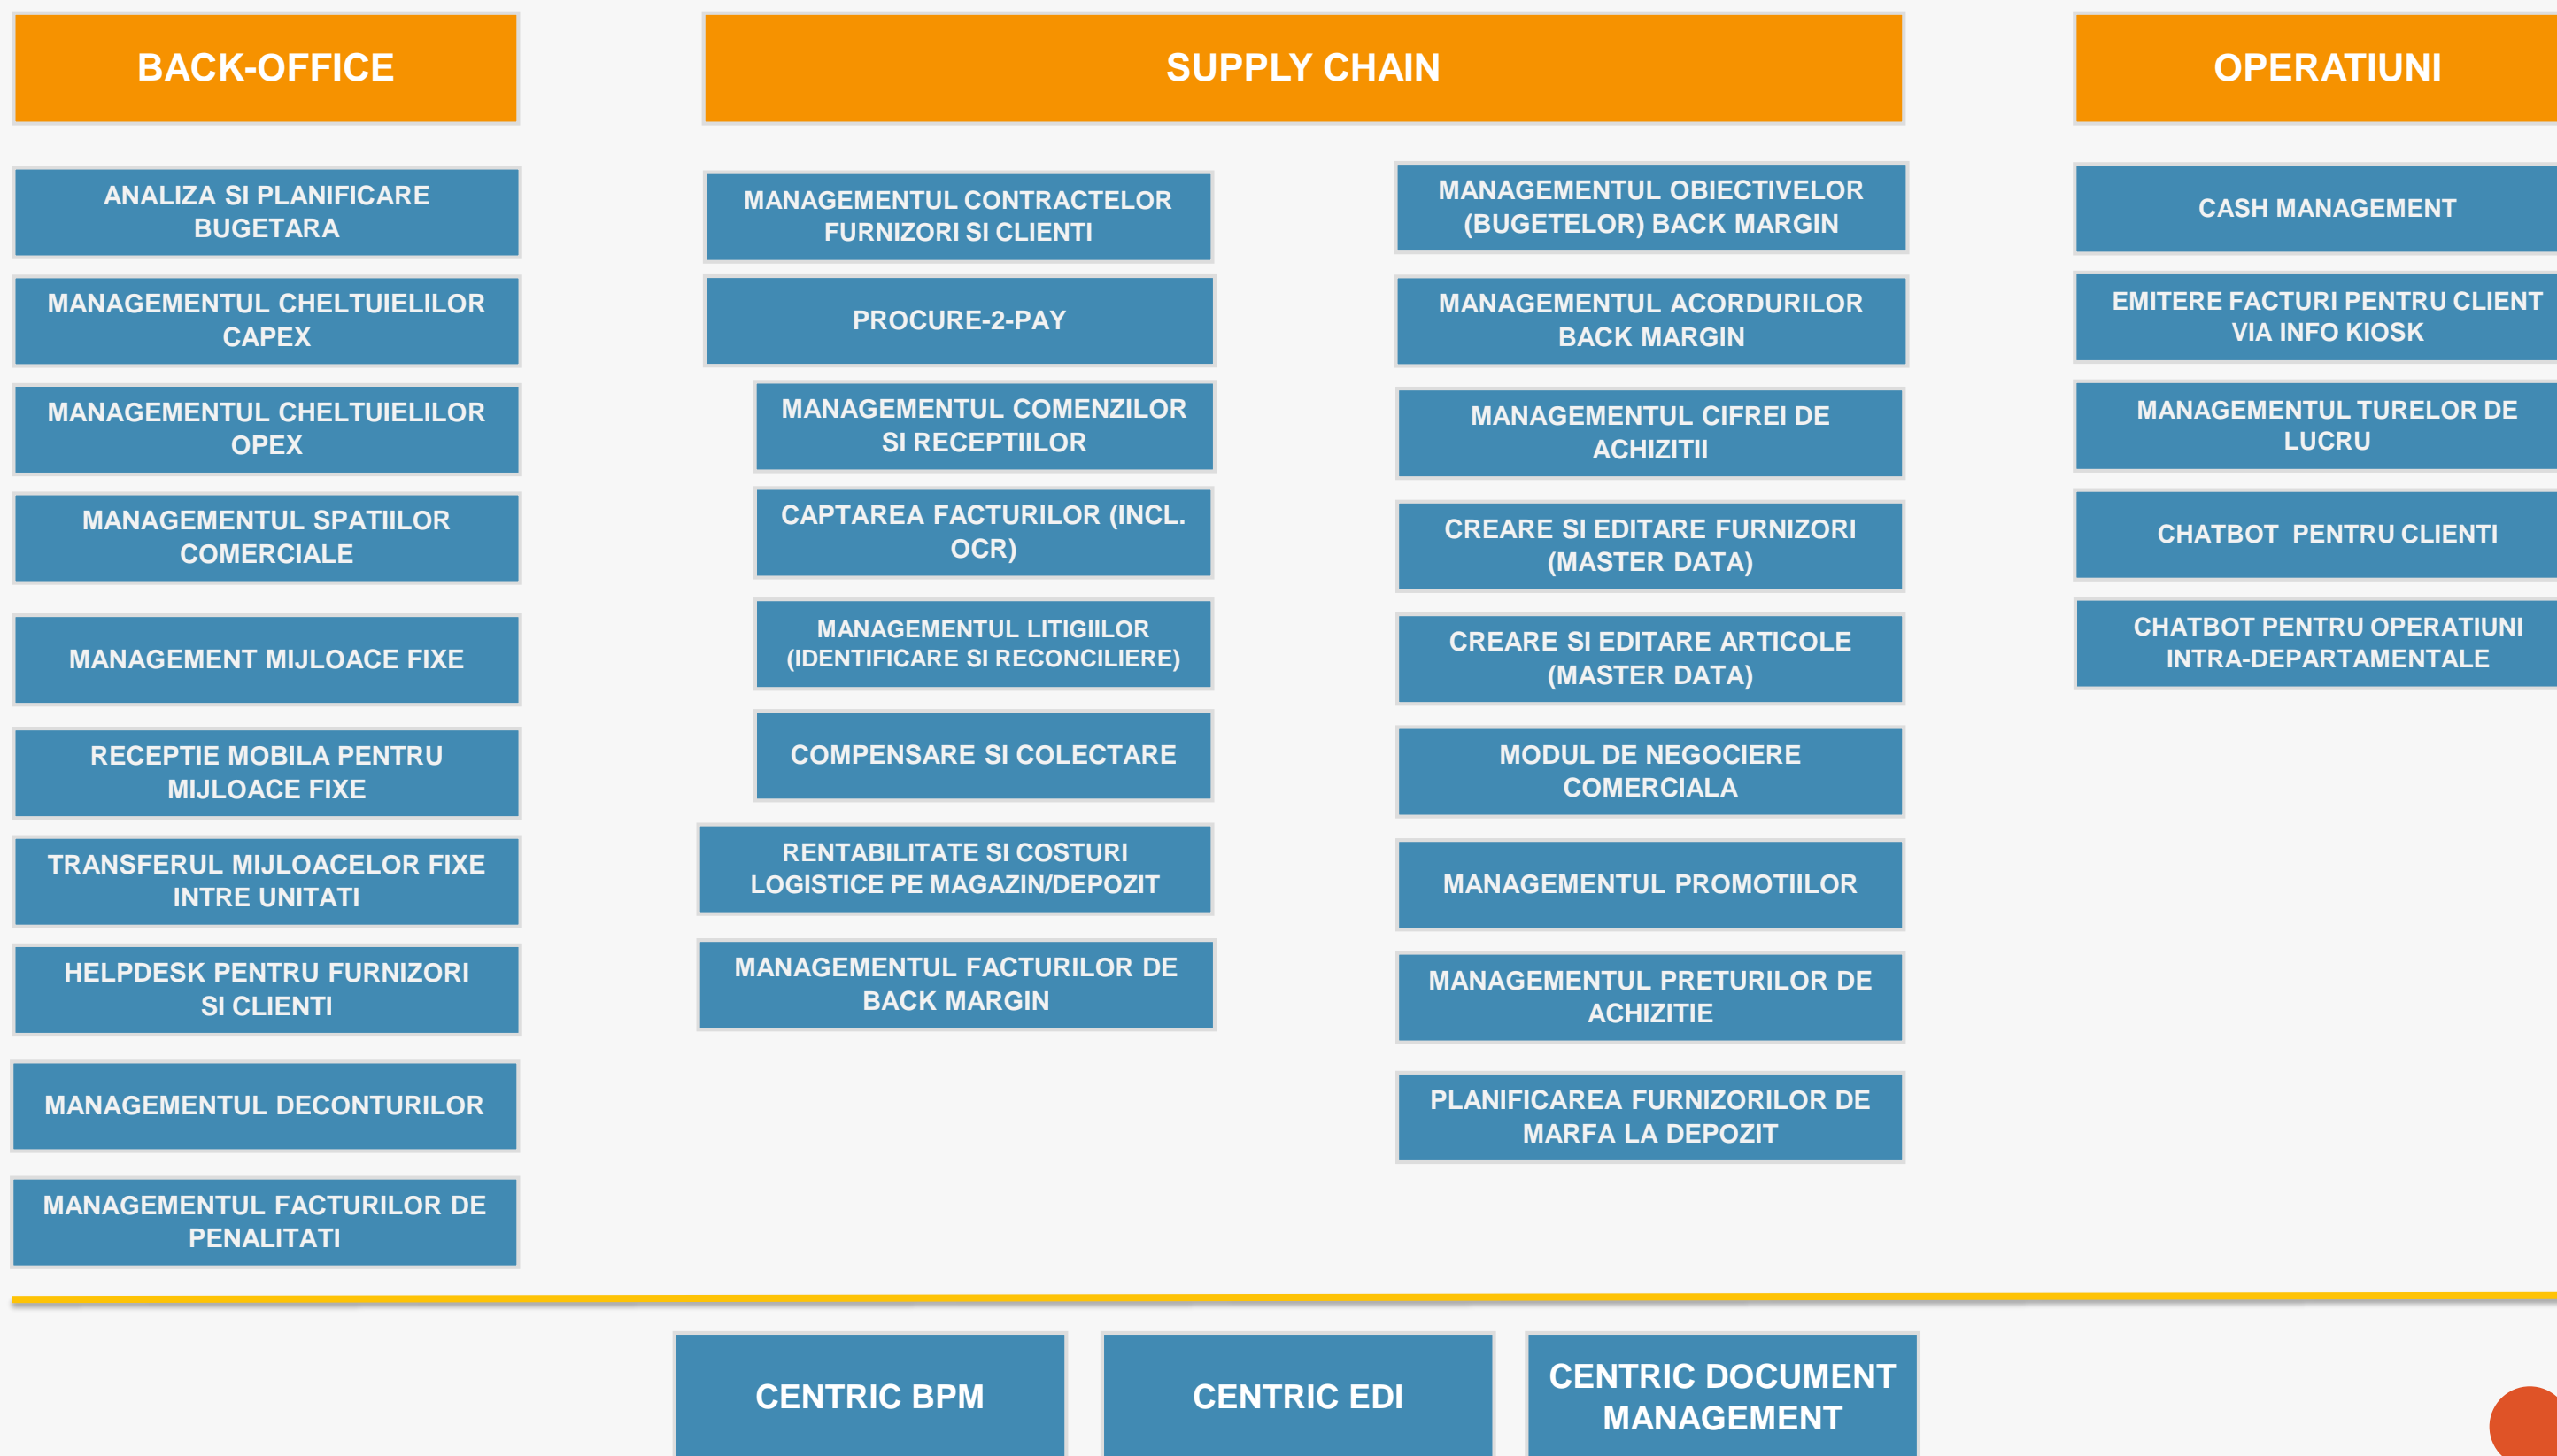 BACK-OFFICE
ANALIZA SI PLANIFICARE
BUGETARA
MANAGEMENTUL CHELTUIELILOR
CAPEX
MANAGEMENTUL CHELTUIELILOR
OPEX
MANAGEMENTUL SPATIILOR
COMERCIALE
MANAGEMENT MIJLOACE FIXE
RECEPTIE MOBILA PENTRU
MIJLOACE FIXE
TRANSFERUL MIJLOACELOR FIXE
INTRE UNITATI
HELPDESK PENTRU FURNIZORI
SI CLIENTI
MANAGEMENTUL DECONTURILOR
MANAGEMENTUL FACTURILOR DE
PENALITATI
SUPPLY CHAIN
MANAGEMENTUL CONTRACTELOR
FURNIZORI SI CLIENTI
PROCURE-2-PAY
MANAGEMENTUL COMENZILOR
SI RECEPTIILOR
CAPTAREA FACTURILOR (INCL.
OCR)
MANAGEMENTUL LITIGIILOR
(IDENTIFICARE SI RECONCILIERE)
COMPENSARE SI COLECTARE
RENTABILITATE SI COSTURI
LOGISTICE PE MAGAZIN/DEPOZIT
MANAGEMENTUL FACTURILOR DE
BACK MARGIN
MANAGEMENTUL OBIECTIVELOR
(BUGETELOR) BACK MARGIN
MANAGEMENTUL ACORDURILOR
BACK MARGIN
MANAGEMENTUL CIFREI DE
ACHIZITII
CREARE SI EDITARE FURNIZORI
(MASTER DATA)
CREARE SI EDITARE ARTICOLE
(MASTER DATA)
MODUL DE NEGOCIERE
COMERCIALA
MANAGEMENTUL PROMOTIILOR
MANAGEMENTUL PRETURILOR DE
ACHIZITIE
PLANIFICAREA FURNIZORILOR DE
MARFA LA DEPOZIT
OPERATIUNI
CASH MANAGEMENT
EMITERE FACTURI PENTRU CLIENT
VIA INFO KIOSK
MANAGEMENTUL TURELOR DE
LUCRU
CHATBOT PENTRU CLIENTI
CHATBOT PENTRU OPERATIUNI
INTRA-DEPARTAMENTALE
CENTRIC BPM
CENTRIC EDI
CENTRIC DOCUMENT
MANAGEMENT